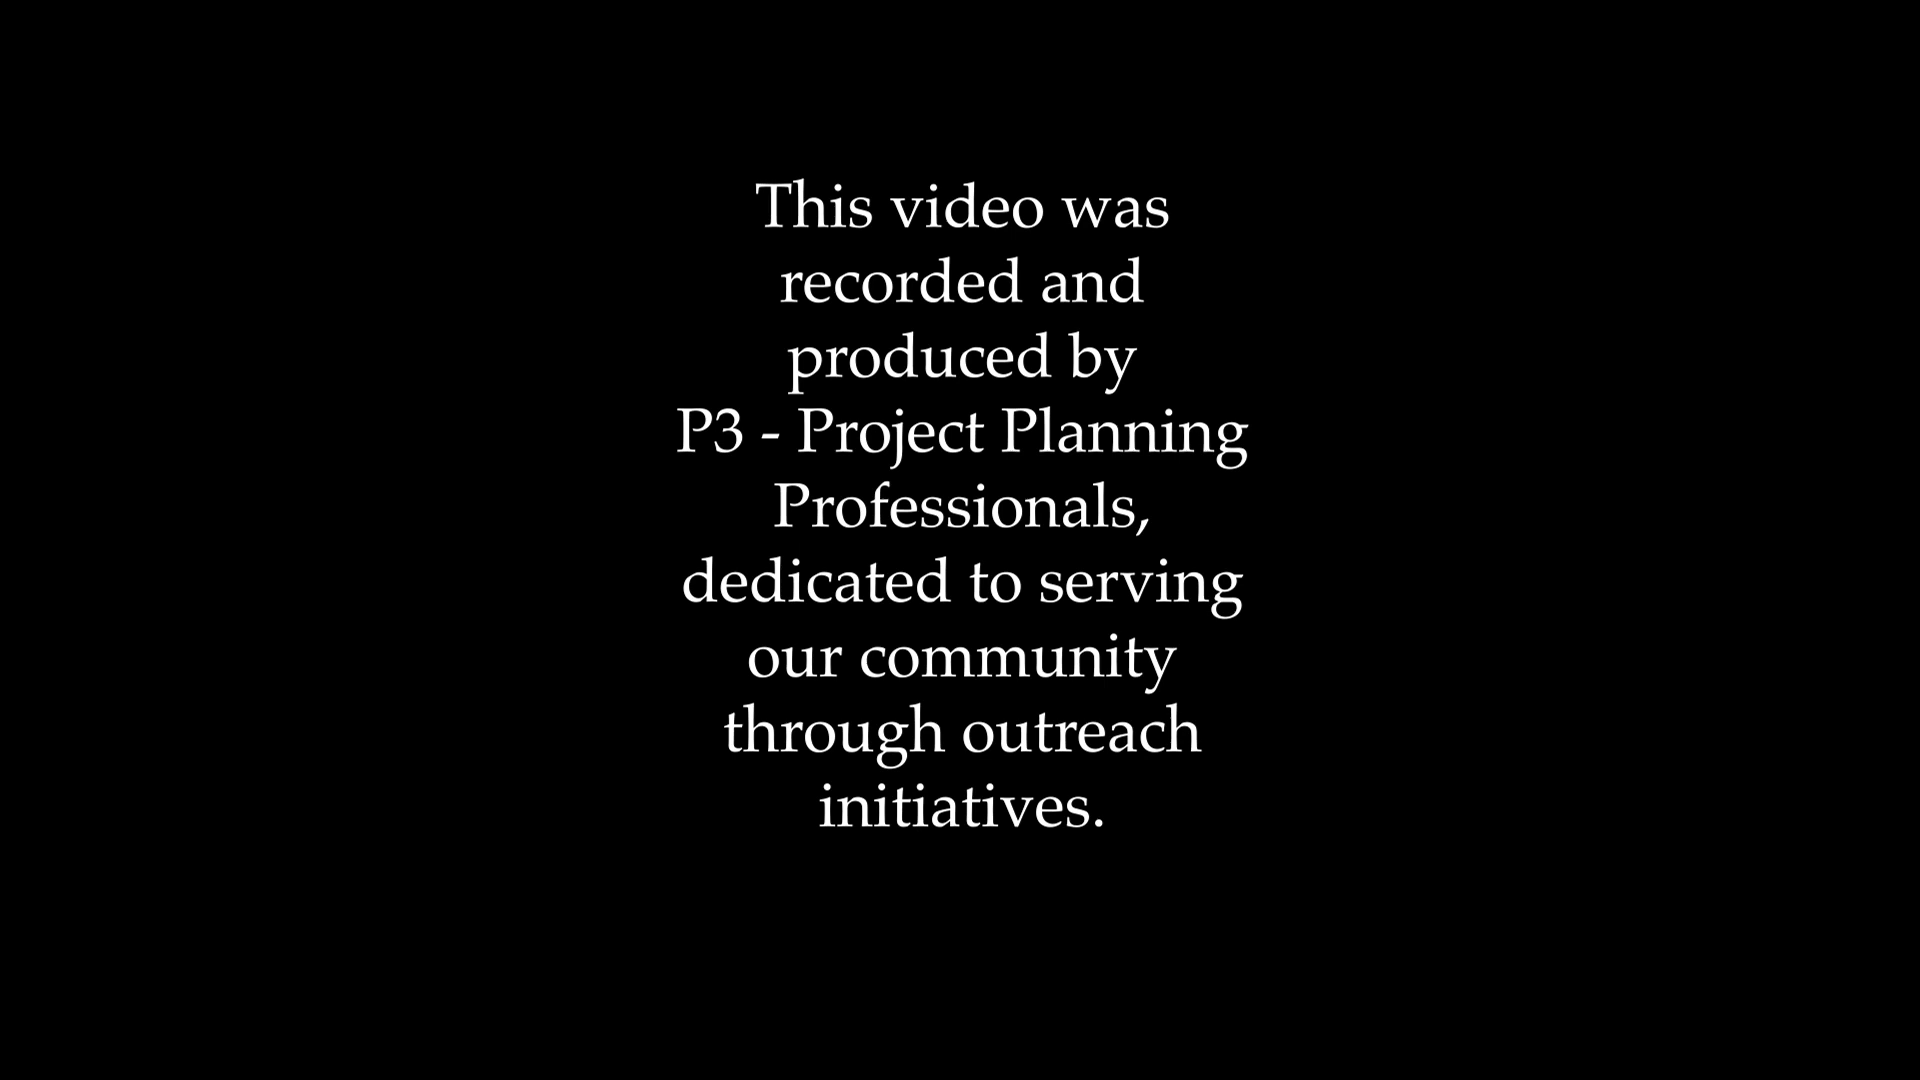 This video was
recorded and
produced by
P3 - Project Planning
Professionals,
dedicated to serving
our community
through outreach
initiatives.